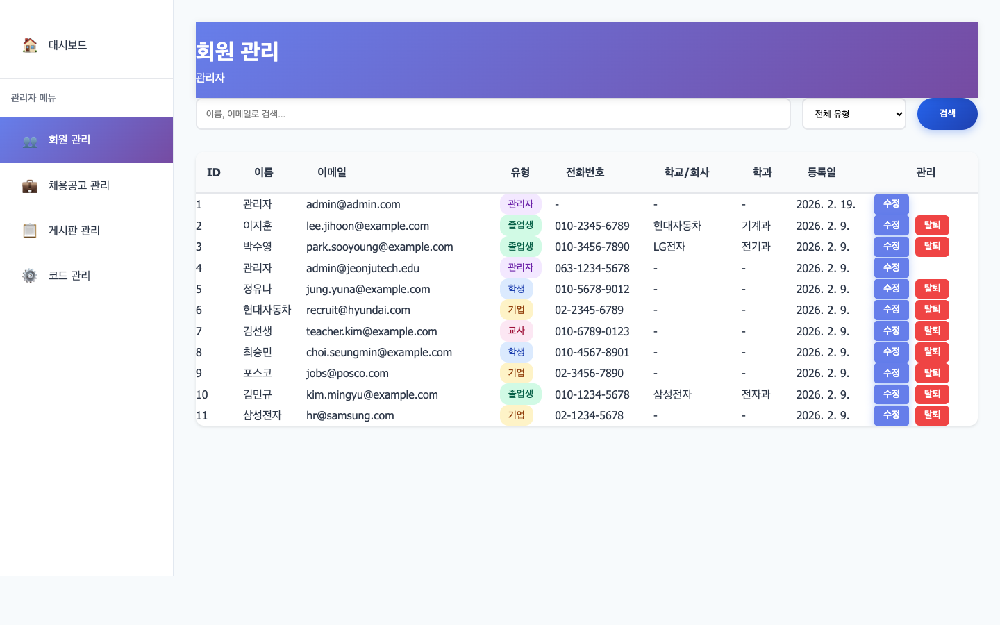 대시보드
관리자 메뉴
회원 관리
채용공고 관리
게시판 관리
코드 관리
회원 관리
관리자
이름, 이메일로 검색... 전체 유형 검색
ID 이름 이메일 유형 전화번호 학교/회사 학과 등록일 관리
1 관리자 admin@admin.com 관리자 - - - 2026. 2. 19. 수정
2 이지훈 lee.jihoon@example.com 졸업생 010-2345-6789 현대자동차 기계과 2026. 2. 9. 수정 탈퇴
3 박수영 park.sooyoung@example.com 졸업생 010-3456-7890 LG전자 전기과 2026. 2. 9. 수정 탈퇴
4 관리자 admin@jeonjutech.edu 관리자 063-1234-5678 - - 2026. 2. 9. 수정
5 정유나 jung.yuna@example.com 학생 010-5678-9012 - - 2026. 2. 9. 수정 탈퇴
6 현대자동차 recruit@hyundai.com 기업 02-2345-6789 - - 2026. 2. 9. 수정 탈퇴
7 김선생 teacher.kim@example.com 교사 010-6789-0123 - - 2026. 2. 9. 수정 탈퇴
8 최승민 choi.seungmin@example.com 학생 010-4567-8901 - - 2026. 2. 9. 수정 탈퇴
9 포스코 jobs@posco.com 기업 02-3456-7890 - - 2026. 2. 9. 수정 탈퇴
10 김민규 kim.mingyu@example.com 졸업생 010-1234-5678 삼성전자 전자과 2026. 2. 9. 수정 탈퇴
11 삼성전자 hr@samsung.com 기업 02-1234-5678 - - 2026. 2. 9. 수정 탈퇴